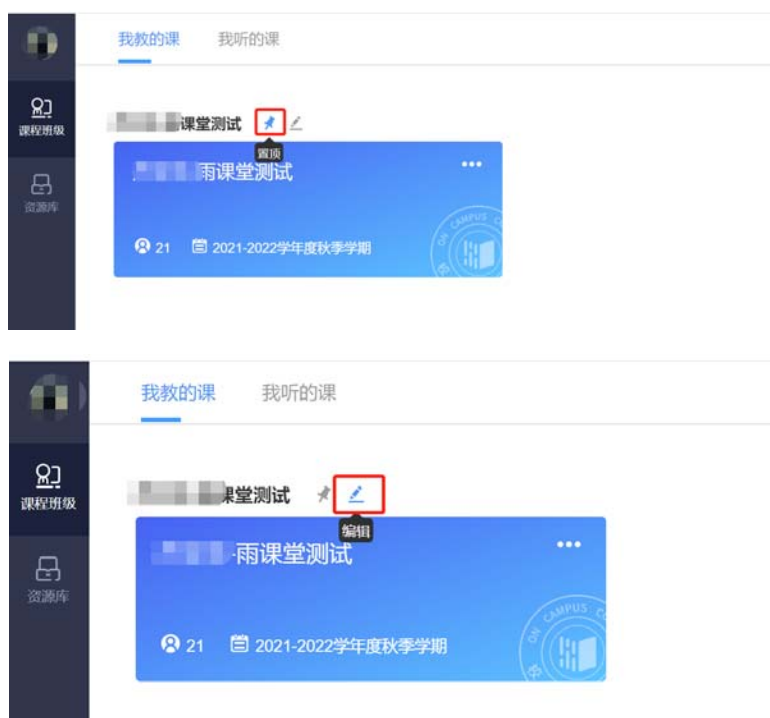 我教的课 我听的课
课程班级
课堂测试
置顶
雨课堂测试
资源库
21 2021-2022学年度秋季学期
ON CAMPUS
我教的课 我听的课
课程班级
课堂测试
编辑
雨课堂测试
资源库
21 2021-2022学年度秋季学期
ON CAMPUS